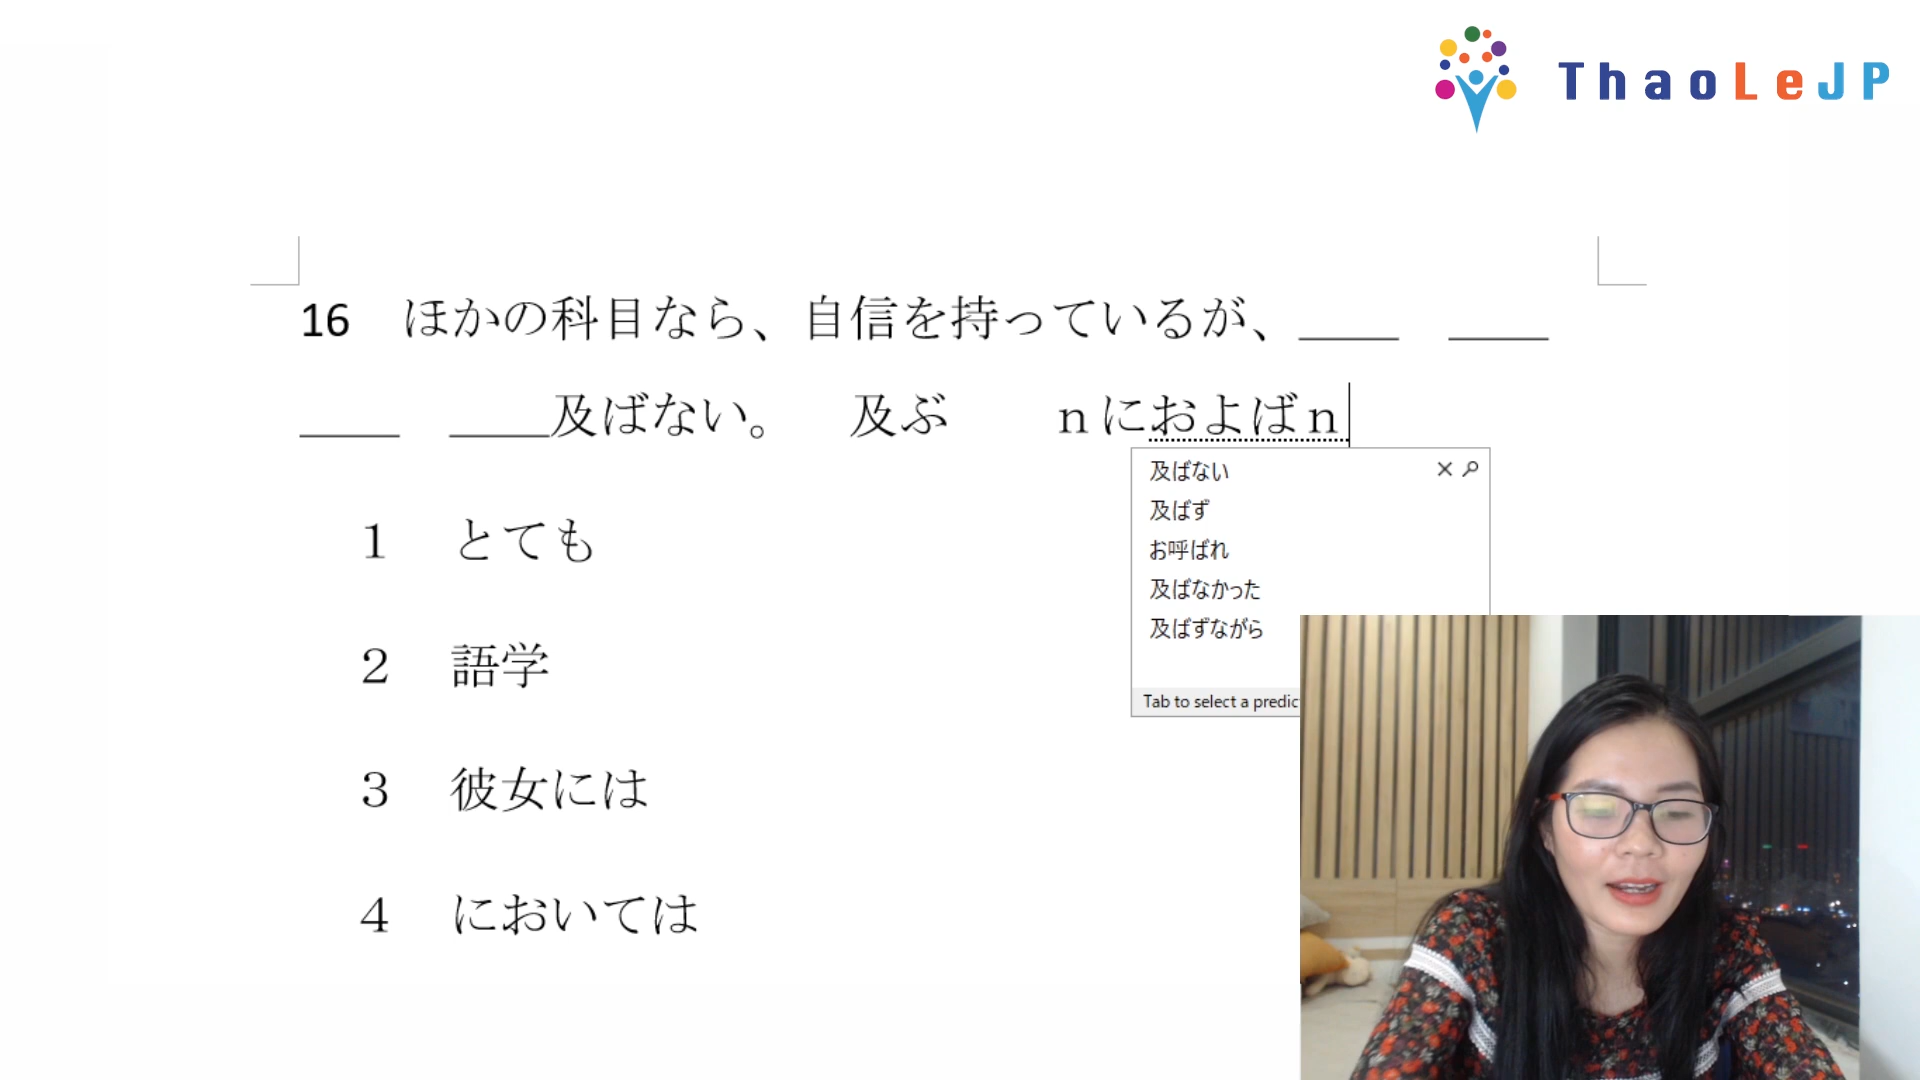 ThaoLeJP
16 ほかの科目なら、自信を持っているが、____ ____
____ ____及ばない。 及ぶ ｎにおよばｎ
及ばない
及ばず
お呼ばれ
及ばなかった
及ばずながら
Tab to select a predic
１ とても
２ 語学
３ 彼女には
４ においては